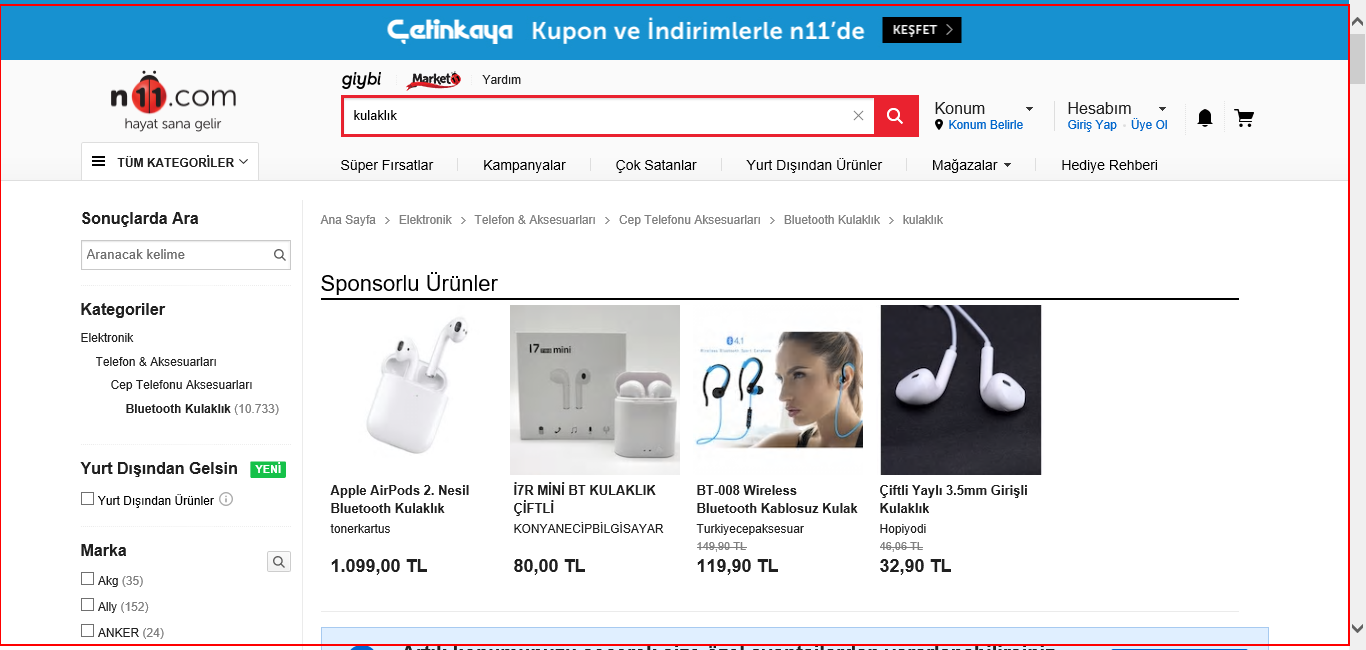 Çetinkaya Kupon ve İndirimlerle n11'de KEŞFET
giybi Market Yardım
n11.com
hayat sana gelir
kulaklık
Konum
Konum Belirle
Hesabım
Giriş Yap · Üye Ol
TÜM KATEGORİLER
Süper Fırsatlar Kampanyalar Çok Satanlar Yurt Dışından Ürünler Mağazalar Hediye Rehberi
Ana Sayfa > Elektronik > Telefon & Aksesuarları > Cep Telefonu Aksesuarları > Bluetooth Kulaklık > kulaklık
Sonuçlarda Ara
Aranacak kelime
Kategoriler
Elektronik
Telefon & Aksesuarları
Cep Telefonu Aksesuarları
Bluetooth Kulaklık (10.733)
Yurt Dışından Gelsin YENİ
Yurt Dışından Ürünler
Marka
Akg (35)
Ally (152)
ANKER (24)
Sponsorlu Ürünler
Apple AirPods 2. Nesil
Bluetooth Kulaklık
tonerkartus
1.099,00 TL
I7 mini
İ7R MİNİ BT KULAKLIK
ÇİFTLİ
KONYANECİPBİLGİSAYAR
80,00 TL
4.1
BT-008 Wireless
Bluetooth Kablosuz Kulak
Turkiyecepaksesuar
149,90 TL
119,90 TL
Çiftli Yaylı 3.5mm Girişli
Kulaklık
Hopiyodi
46,06 TL
32,90 TL